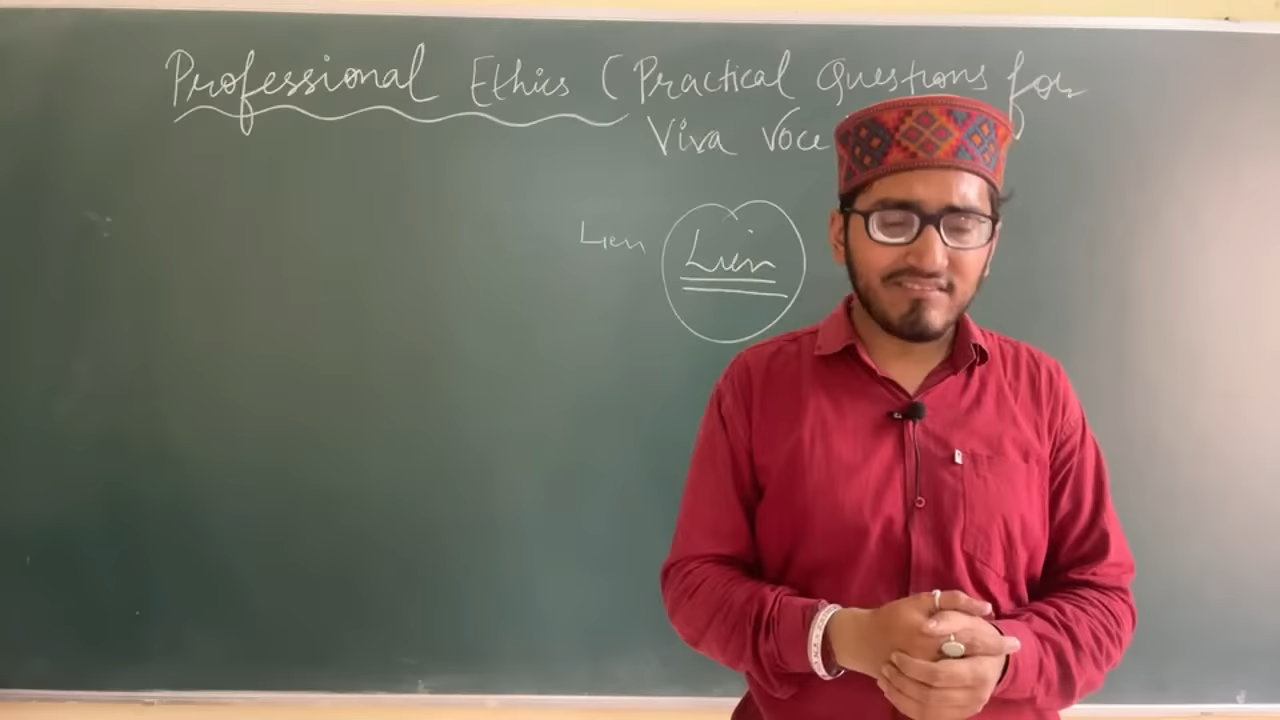 Professional Ethics (Practical Questions for
Viva Voce
Lien Lien